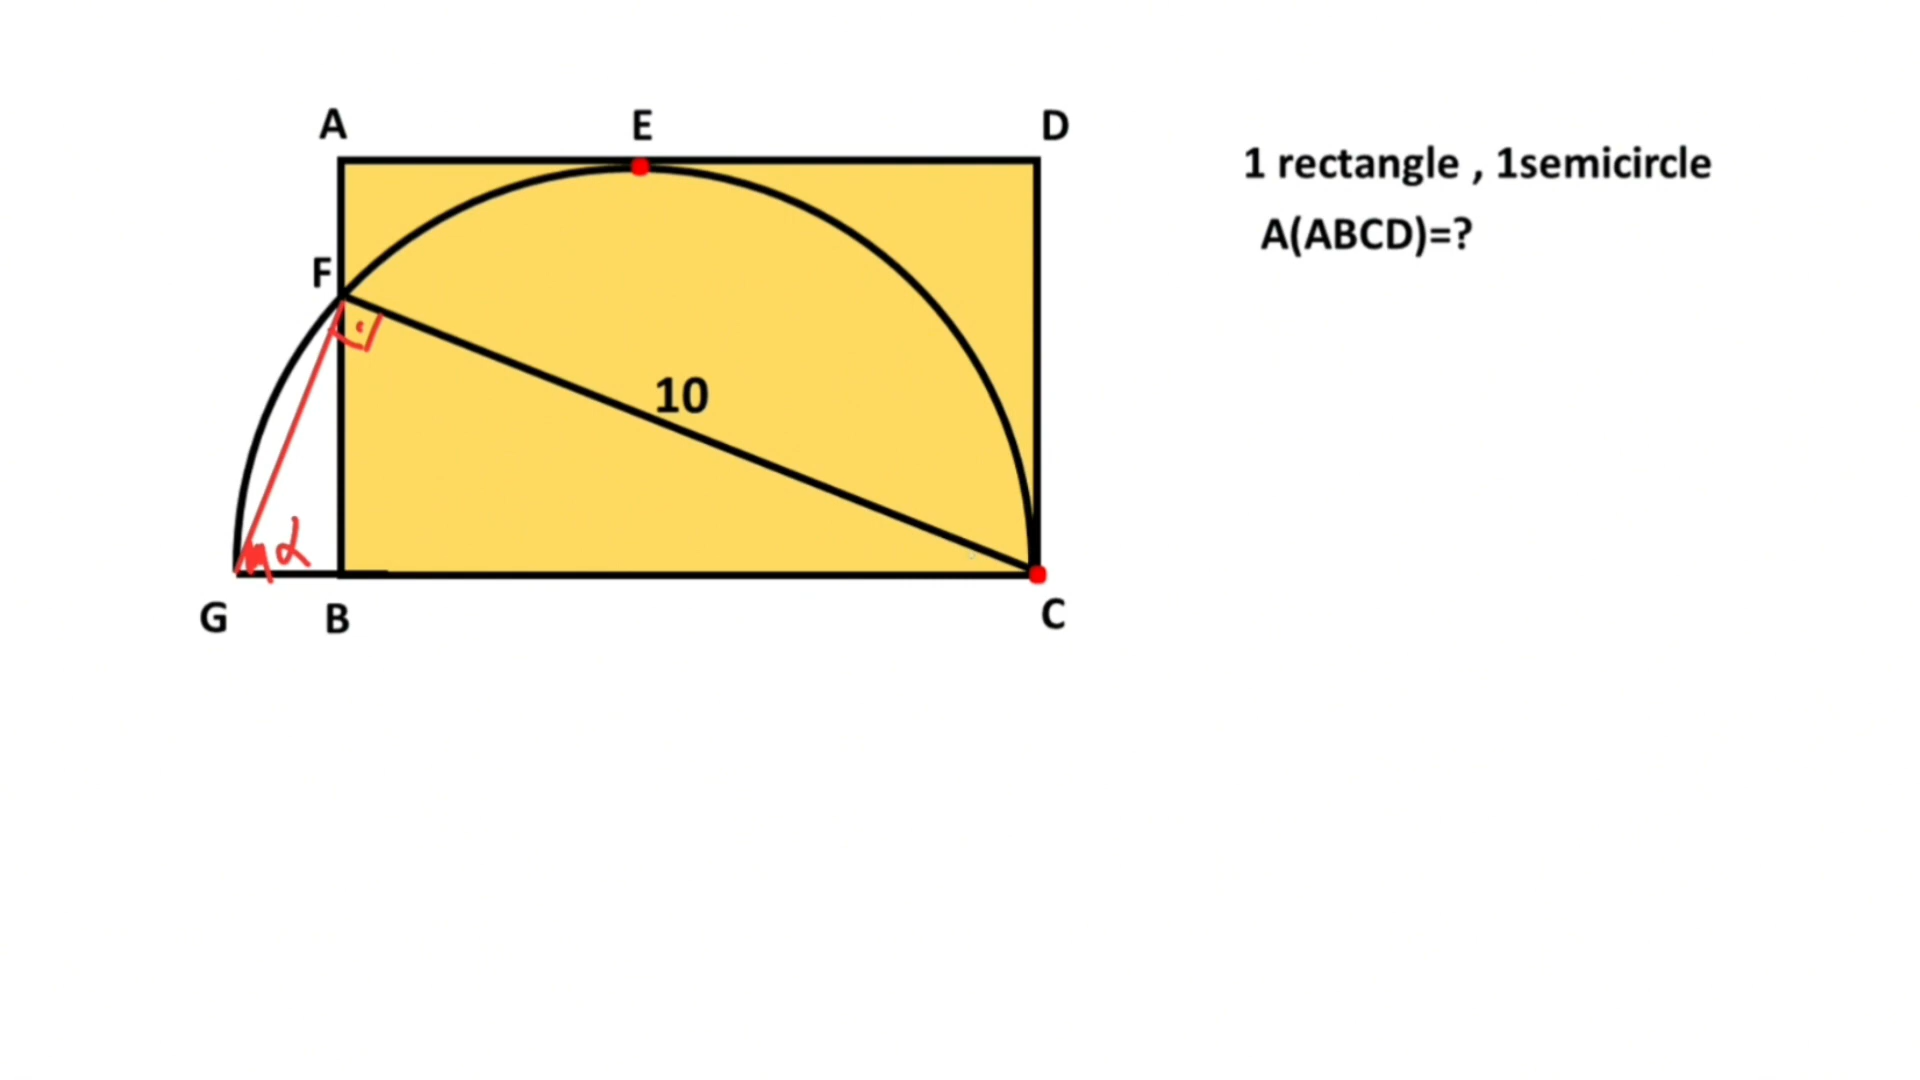 A E D
1 rectangle , 1semicircle
A(ABCD)=?
F
10
α
G B C